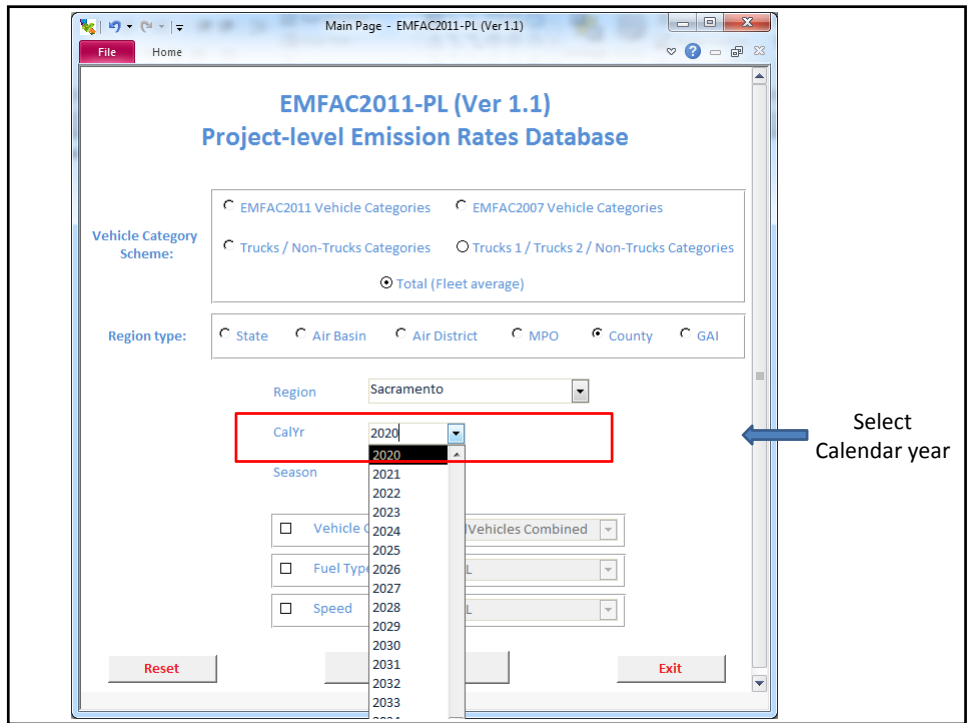 Main Page - EMFAC2011-PL (Ver 1.1)
File Home
EMFAC2011-PL (Ver 1.1)
Project-level Emission Rates Database
Vehicle Category Scheme:
EMFAC2011 Vehicle Categories EMFAC2007 Vehicle Categories
Trucks / Non-Trucks Categories Trucks 1 / Trucks 2 / Non-Trucks Categories
Total (Fleet average)
Region type: State Air Basin Air District MPO County GAI
Region Sacramento
CalYr 2020
Select
Calendar year
Season
2020
2021
2022
2023
2024
2025
2026
2027
2028
2029
2030
2031
2032
2033
Vehicle Vehicles Combined
Fuel Type
Speed
Reset Exit